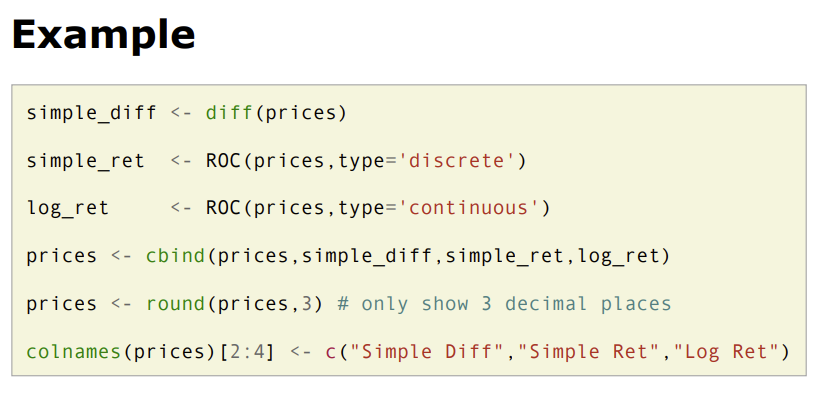 Example
simple_diff <- diff(prices)
simple_ret  <- ROC(prices,type='discrete')
log_ret     <- ROC(prices,type='continuous')
prices <- cbind(prices,simple_diff,simple_ret,log_ret)
prices <- round(prices,3) # only show 3 decimal places
colnames(prices)[2:4] <- c("Simple Diff","Simple Ret","Log Ret")